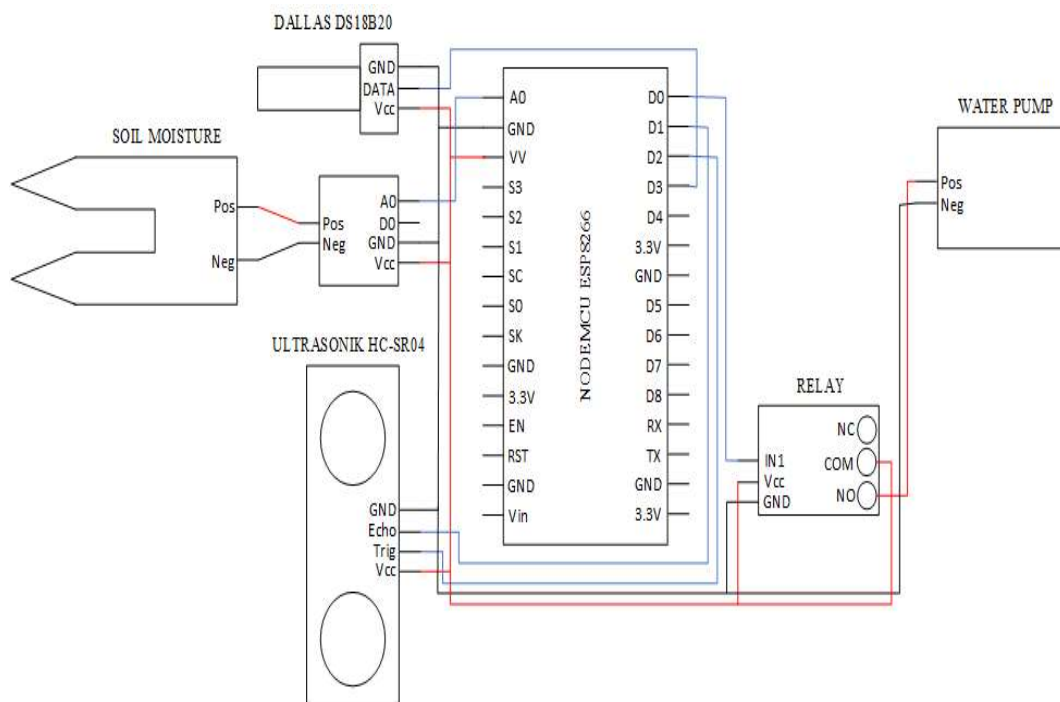 DALLAS DS18B20
GND
DATA
Vcc
SOIL MOISTURE
Pos
Neg
Pos
Neg
A0
D0
GND
Vcc
ULTRASONIK HC-SR04
GND
Echo
Trig
Vcc
NODEMCU ESP8266
A0
GND
VV
S3
S2
S1
SC
S0
SK
GND
3.3V
EN
RST
GND
Vin
D0
D1
D2
D3
D4
3.3V
GND
D5
D6
D7
D8
RX
TX
GND
3.3V
WATER PUMP
Pos
Neg
RELAY
IN1
Vcc
GND
NC
COM
NO